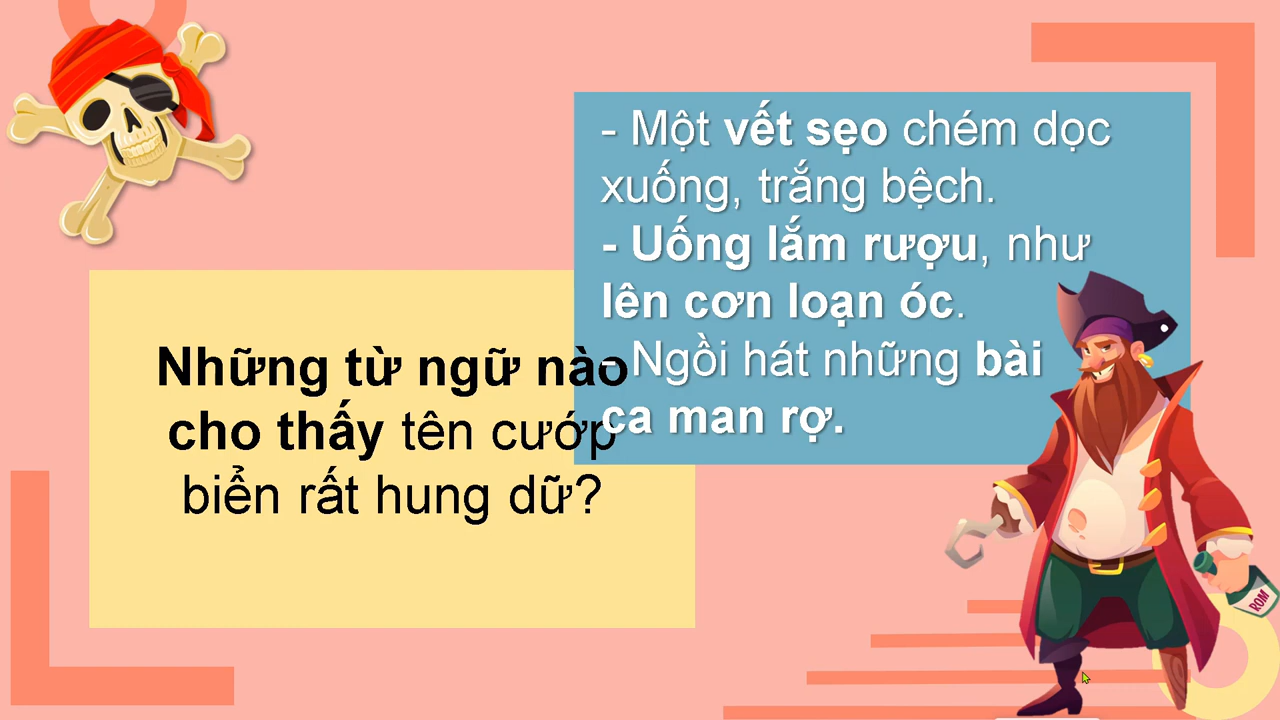 Những từ ngữ nào
cho thấy tên cướp
biển rất hung dữ?
- Một vết sẹo chém dọc
xuống, trắng bệch.
- Uống lắm rượu, như
lên cơn loạn óc.
- Ngồi hát những bài
ca man rợ.
ROM